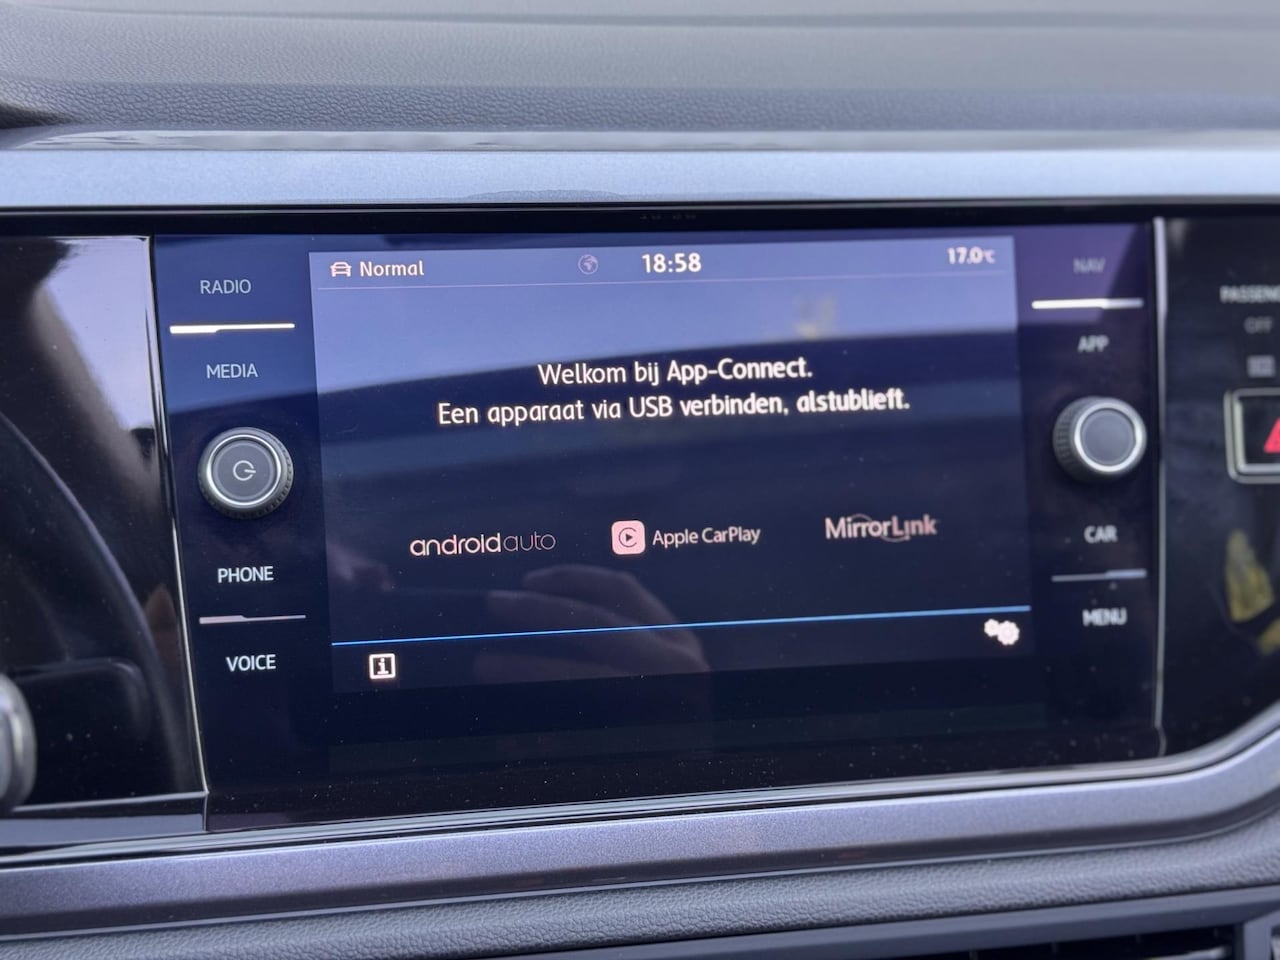 RADIO
MEDIA
PHONE
VOICE
Normal
18:58
17.0°C
Welkom bij App-Connect.
Een apparaat via USB verbinden, alstublieft.
androidauto
Apple CarPlay
MirrorLink
i
NAV
APP
CAR
MENU
OFF